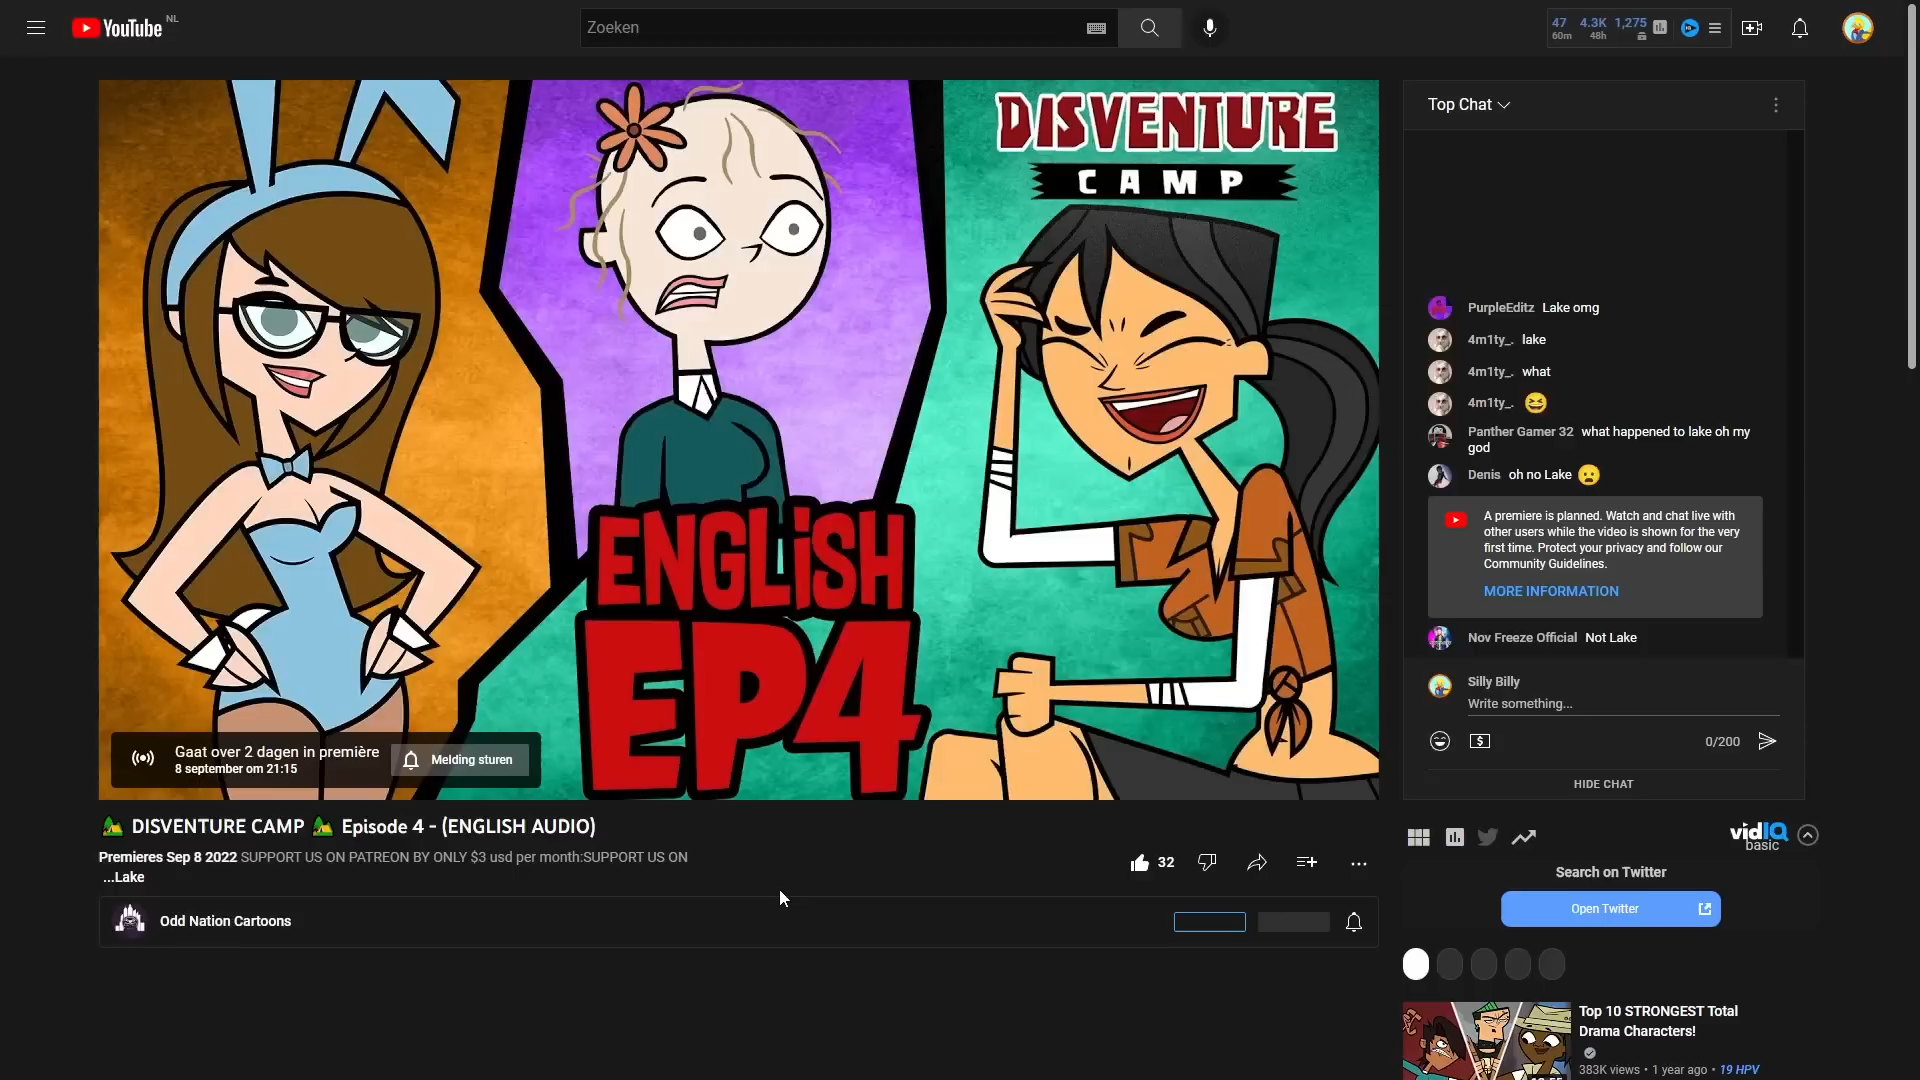 YouTube NL
Zoeken
47 4.3K 1,275
60m 48h
DISVENTURE
CAMP
ENGLISH
EP4
Gaat over 2 dagen in première
8 september om 21:15
Melding sturen
DISVENTURE CAMP Episode 4 - (ENGLISH AUDIO)
Premieres Sep 8 2022 SUPPORT US ON PATREON BY ONLY $3 usd per month:SUPPORT US ON
...Lake
32
Odd Nation Cartoons
Top Chat
PurpleEditz Lake omg
4m1ty_. lake
4m1ty_. what
4m1ty_.
Panther Gamer 32 what happened to lake oh my
god
Denis oh no Lake
A premiere is planned. Watch and chat live with
other users while the video is shown for the very
first time. Protect your privacy and follow our
Community Guidelines.
MORE INFORMATION
Nov Freeze Official Not Lake
Silly Billy
Write something...
0/200
HIDE CHAT
vidIQ
basic
Search on Twitter
Open Twitter
Top 10 STRONGEST Total
Drama Characters!
383K views • 1 year ago • 19 HPV